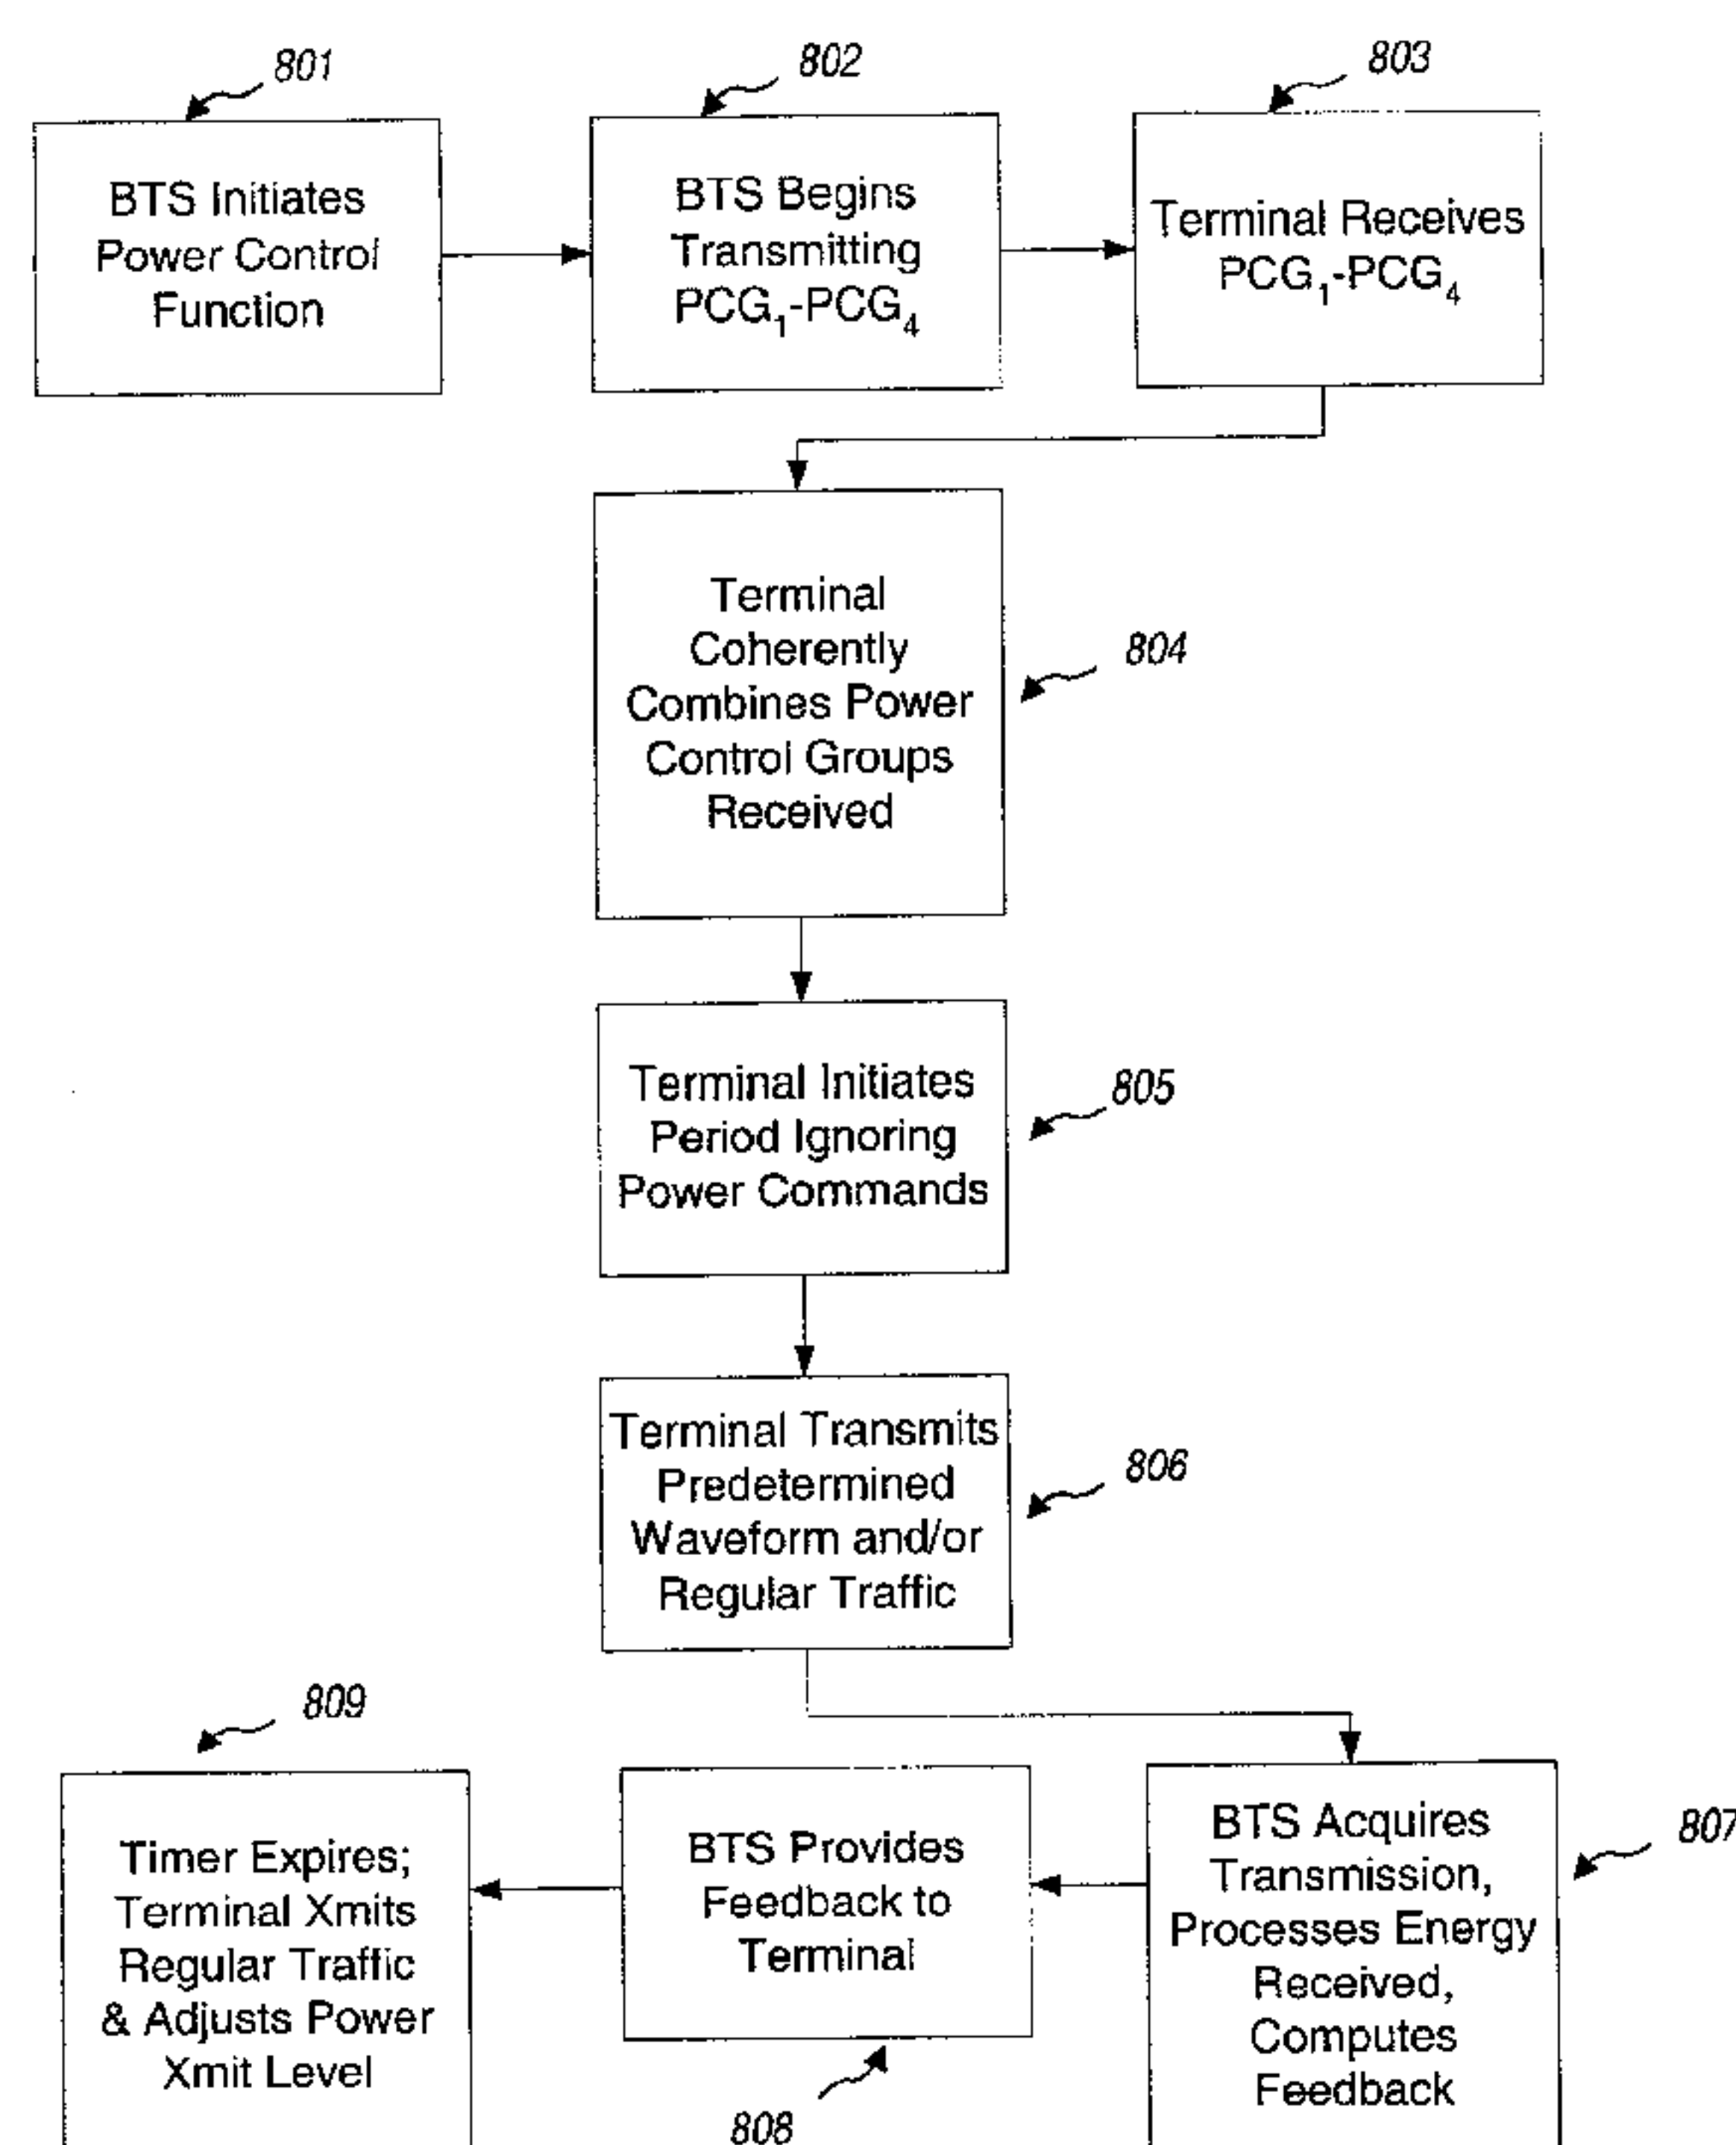 801
BTS Initiates
Power Control
Function
802
BTS Begins
Transmitting
PCG₁-PCG₄
803
Terminal Receives
PCG₁-PCG₄
Terminal
Coherently
Combines Power
Control Groups
Received
804
Terminal Initiates
Period Ignoring
Power Commands
805
Terminal Transmits
Predetermined
Waveform and/or
Regular Traffic
806
BTS Acquires
Transmission,
Processes Energy
Received,
Computes
Feedback
807
BTS Provides
Feedback to
Terminal
808
809
Timer Expires;
Terminal Xmits
Regular Traffic
& Adjusts Power
Xmit Level